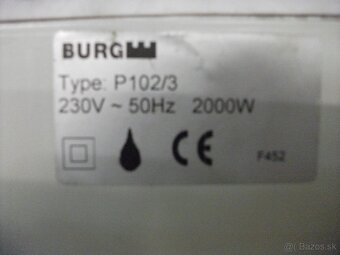 BURG
Type: P102/3
230V ~ 50Hz 2000W
CE
F452
bazos.sk